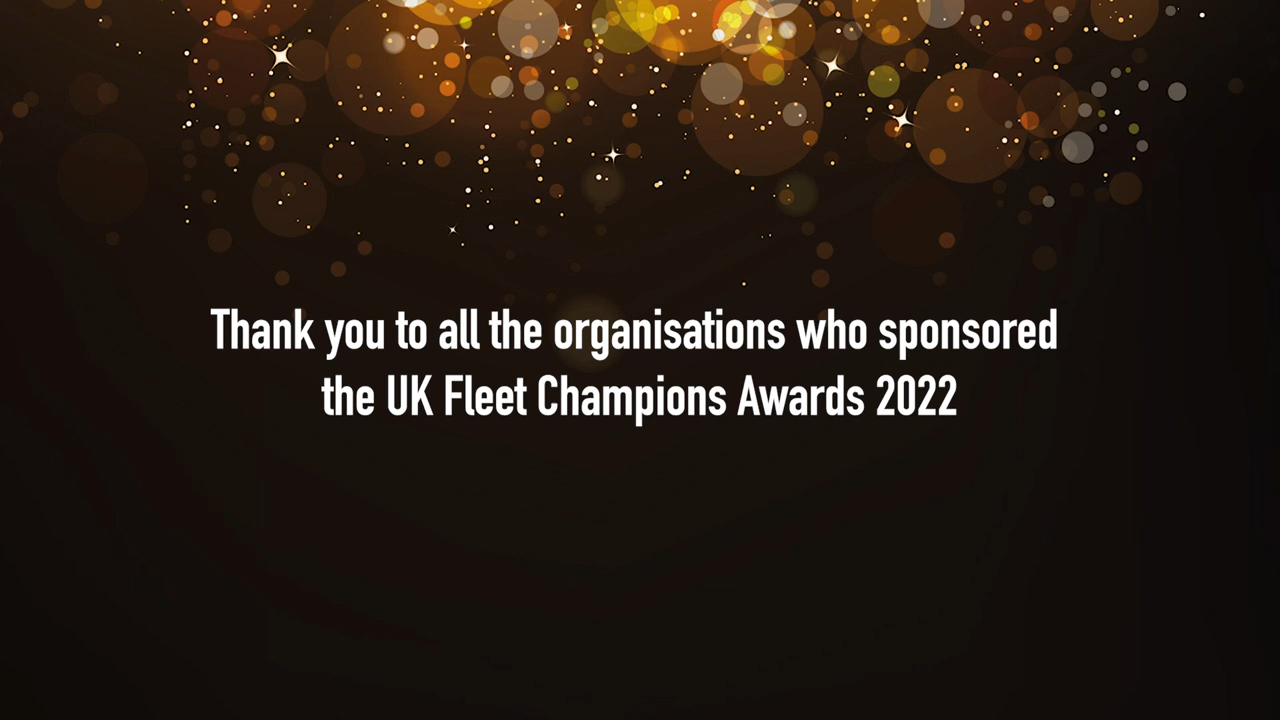 Thank you to all the organisations who sponsored
the UK Fleet Champions Awards 2022